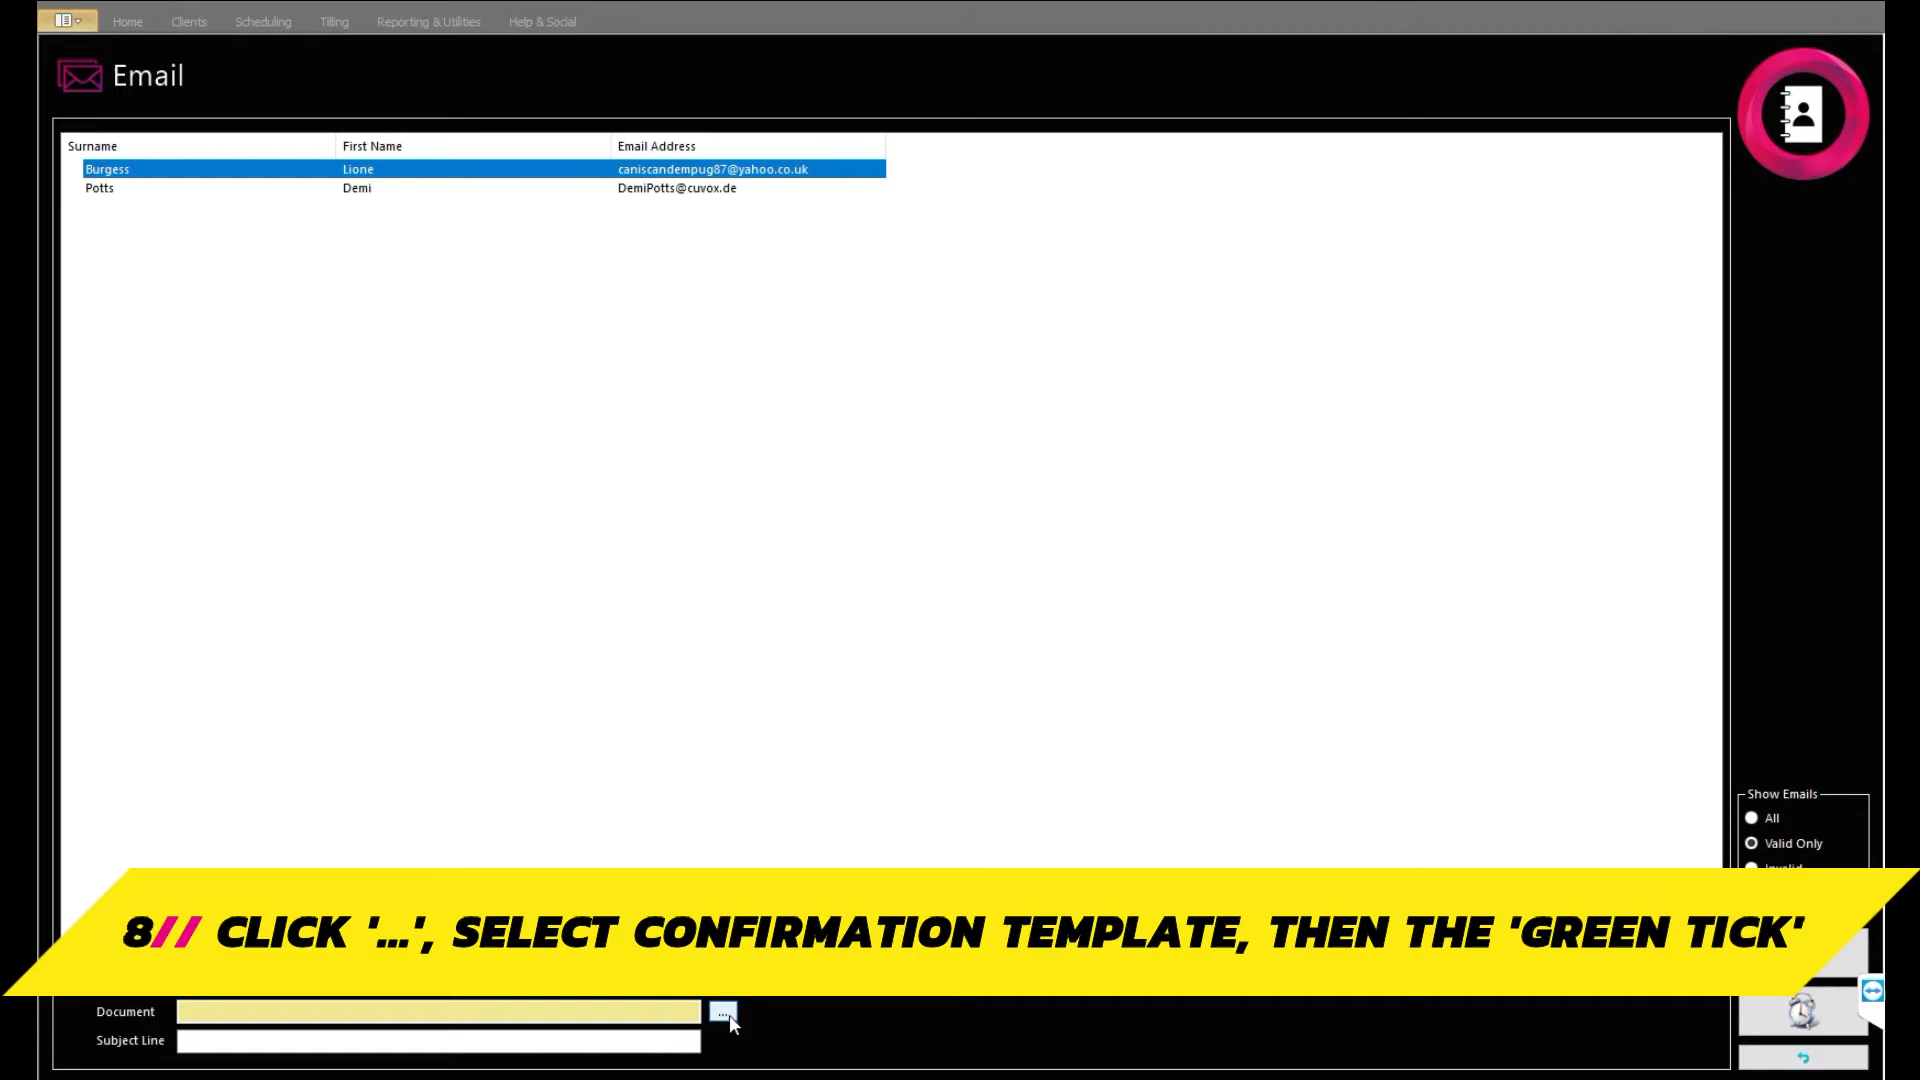 Home Clients Scheduling Tilling Reporting & Utilities Help & Social
Email
Surname First Name Email Address
Burgess Lione caniscandempug87@yahoo.co.uk
Potts Demi DemiPotts@cuvox.de
Show Emails
All
Valid Only
8// CLICK '...', SELECT CONFIRMATION TEMPLATE, THEN THE 'GREEN TICK'
Document ...
Subject Line